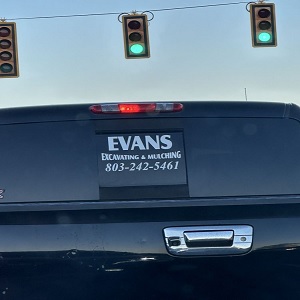 EVANS
EXCAVATING & MULCHING
803-242-5461